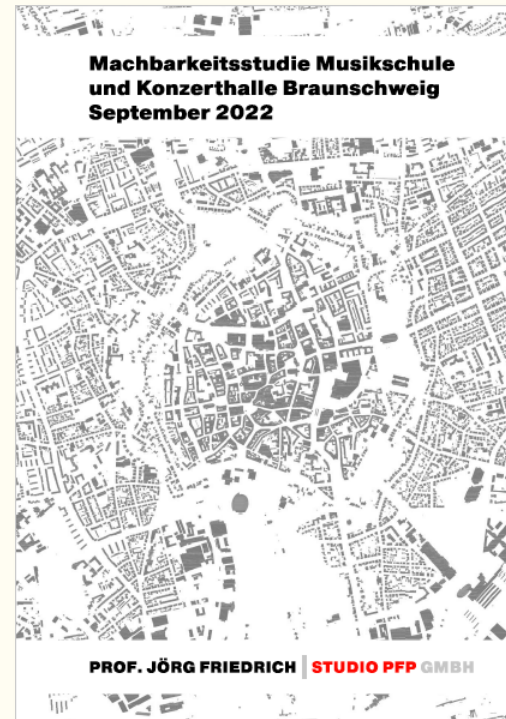 Machbarkeitsstudie Musikschule
und Konzerthalle Braunschweig
September 2022
PROF. JÖRG FRIEDRICH | STUDIO PFP GMBH